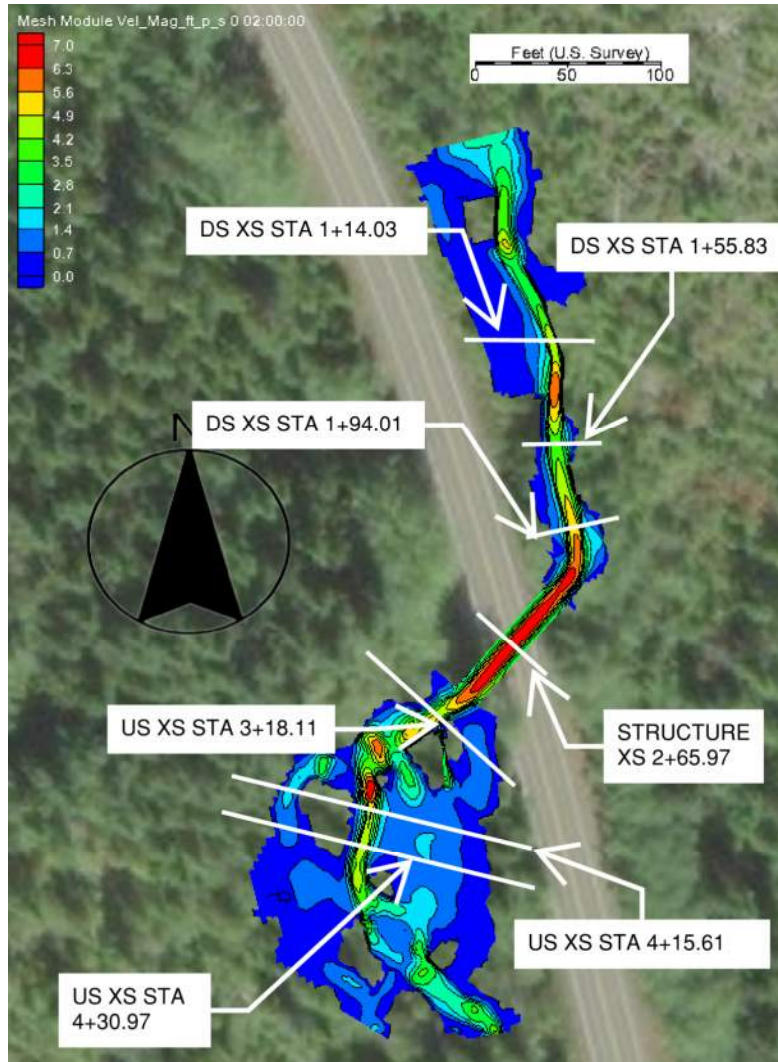 Mesh Module Vel_Mag_ft_p_s 0 02:00:00
7.0
6.3
5.6
4.9
4.2
3.5
2.8
2.1
1.4
0.7
0.0
Feet (U.S. Survey)
0 50 100
DS XS STA 1+14.03
DS XS STA 1+55.83
DS XS STA 1+94.01
N
US XS STA 3+18.11
STRUCTURE
XS 2+65.97
US XS STA 4+15.61
US XS STA
4+30.97